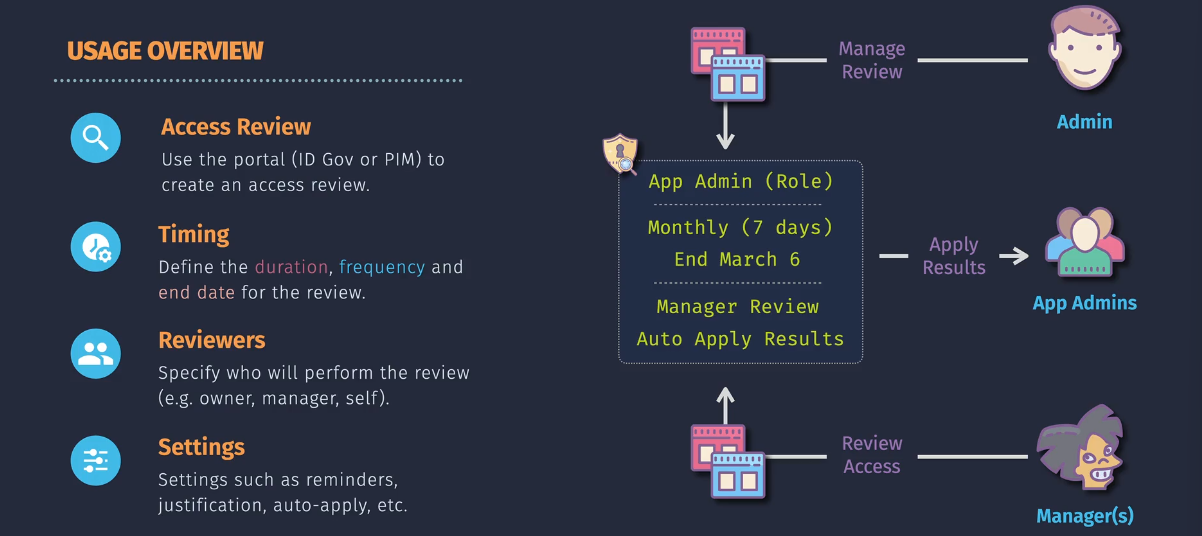 USAGE OVERVIEW
Access Review
Use the portal (ID Gov or PIM) to
create an access review.
Timing
Define the duration, frequency and
end date for the review.
Reviewers
Specify who will perform the review
(e.g. owner, manager, self).
Settings
Settings such as reminders,
justification, auto-apply, etc.
Manage
Review
Admin
App Admin (Role)
Monthly (7 days)
End March 6
Manager Review
Auto Apply Results
Apply
Results
App Admins
Review
Access
Manager(s)